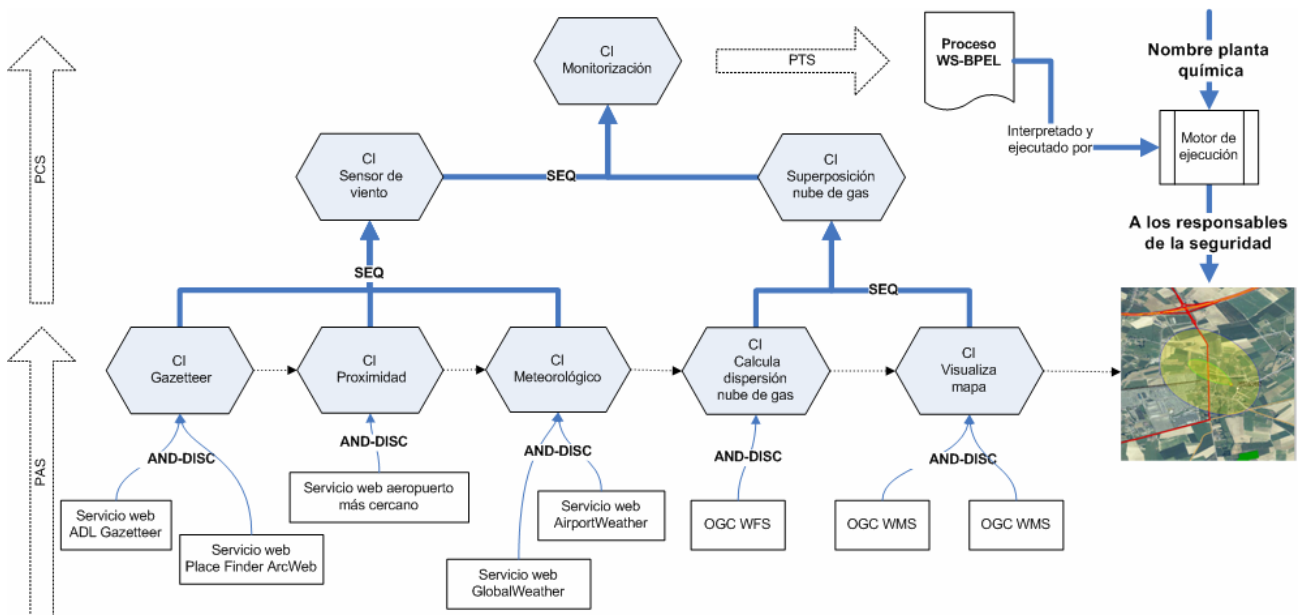 CI
Monitorización
PTS
Proceso
WS-BPEL
Nombre planta
química
Interpretado y
ejecutado por
Motor de
ejecución
PCS
CI
Sensor de
viento
SEQ
CI
Superposición
nube de gas
A los responsables
de la seguridad
SEQ
SEQ
CI
Gazetteer
CI
Proximidad
CI
Meteorológico
CI
Calcula
dispersión
nube de gas
CI
Visualiza
mapa
PAS
AND-DISC
AND-DISC
AND-DISC
AND-DISC
AND-DISC
Servicio web
ADL Gazetteer
Servicio web
Place Finder ArcWeb
Servicio web aeropuerto
más cercano
Servicio web
GlobalWeather
Servicio web
AirportWeather
OGC WFS
OGC WMS
OGC WMS